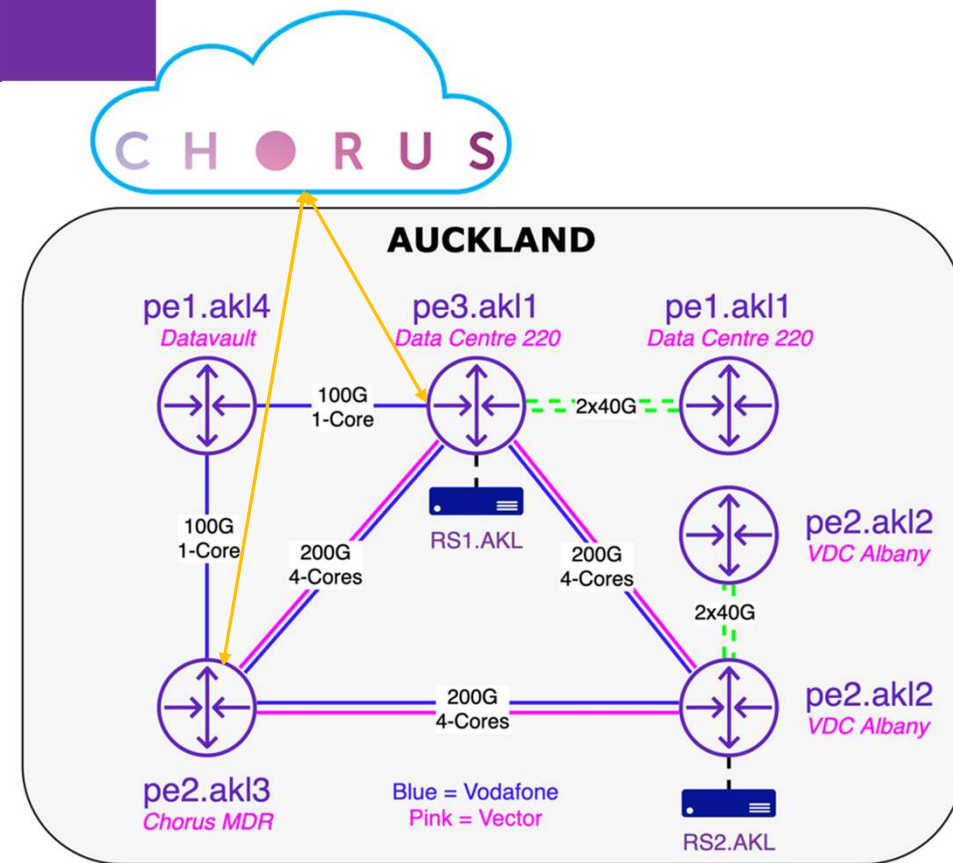 CHORUS
AUCKLAND
pe1.akl4
Datavault
pe3.akl1
Data Centre 220
pe1.akl1
Data Centre 220
100G
1-Core
2x40G
RS1.AKL
100G
1-Core
200G
4-Cores
200G
4-Cores
pe2.akl2
VDC Albany
2x40G
200G
4-Cores
pe2.akl2
VDC Albany
pe2.akl3
Chorus MDR
Blue = Vodafone
Pink = Vector
RS2.AKL